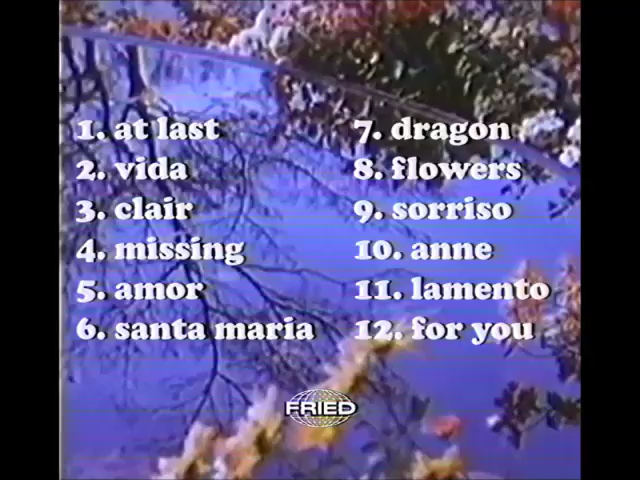 1. at last
2. vida
3. clair
4. missing
5. amor
6. santa maria
7. dragon
8. flowers
9. sorriso
10. anne
11. lamento
12. for you
FRIED